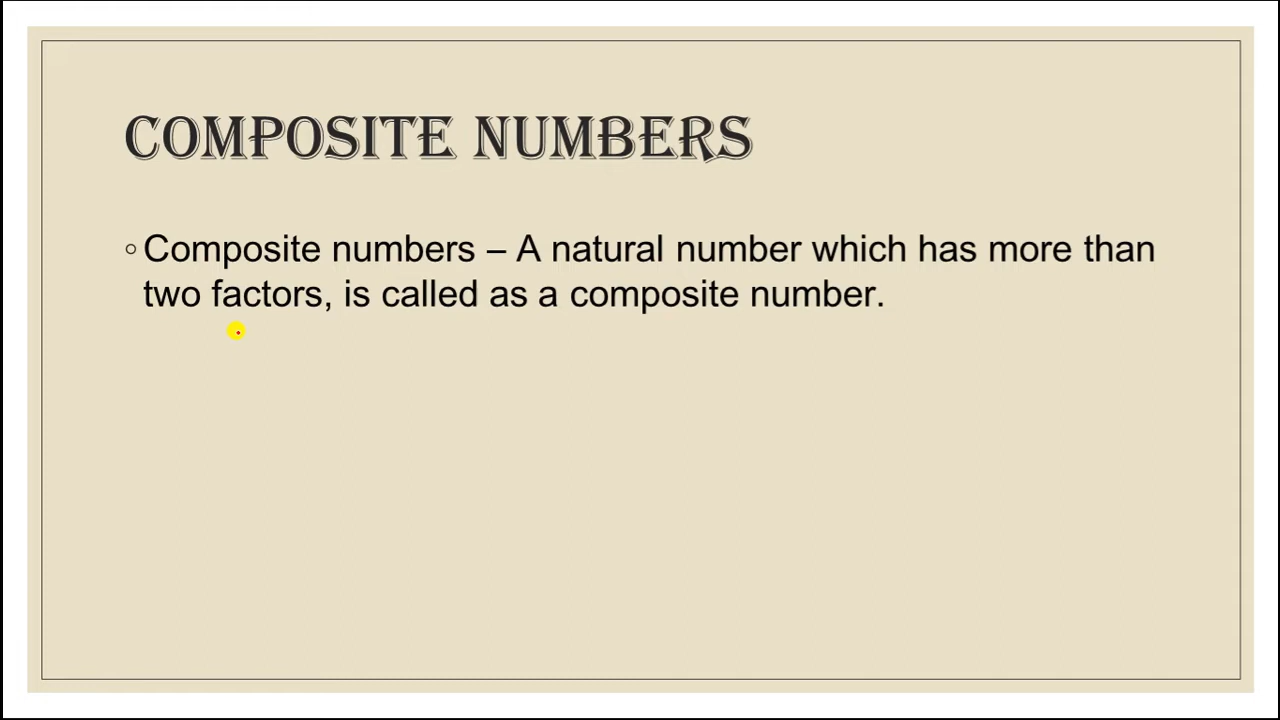 COMPOSITE NUMBERS
◦ Composite numbers – A natural number which has more than
two factors, is called as a composite number.